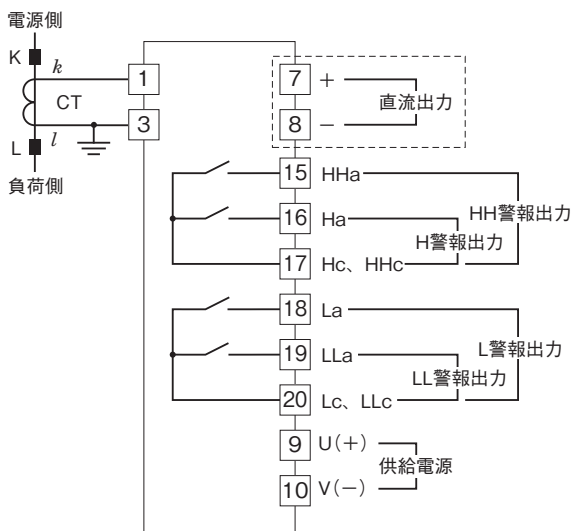 電源側
K
k
CT
l
L
負荷側
1
3
7 +
8 −
直流出力
15 HHa
16 Ha
17 Hc、HHc
H警報出力
HH警報出力
18 La
19 LLa
20 Lc、LLc
LL警報出力
L警報出力
9 U(+)
10 V(−)
供給電源